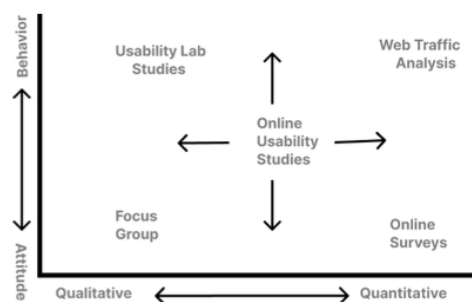 Behavior
Attitude
Usability Lab
Studies
Web Traffic
Analysis
Online
Usability
Studies
Focus
Group
Online
Surveys
Qualitative
Quantitative